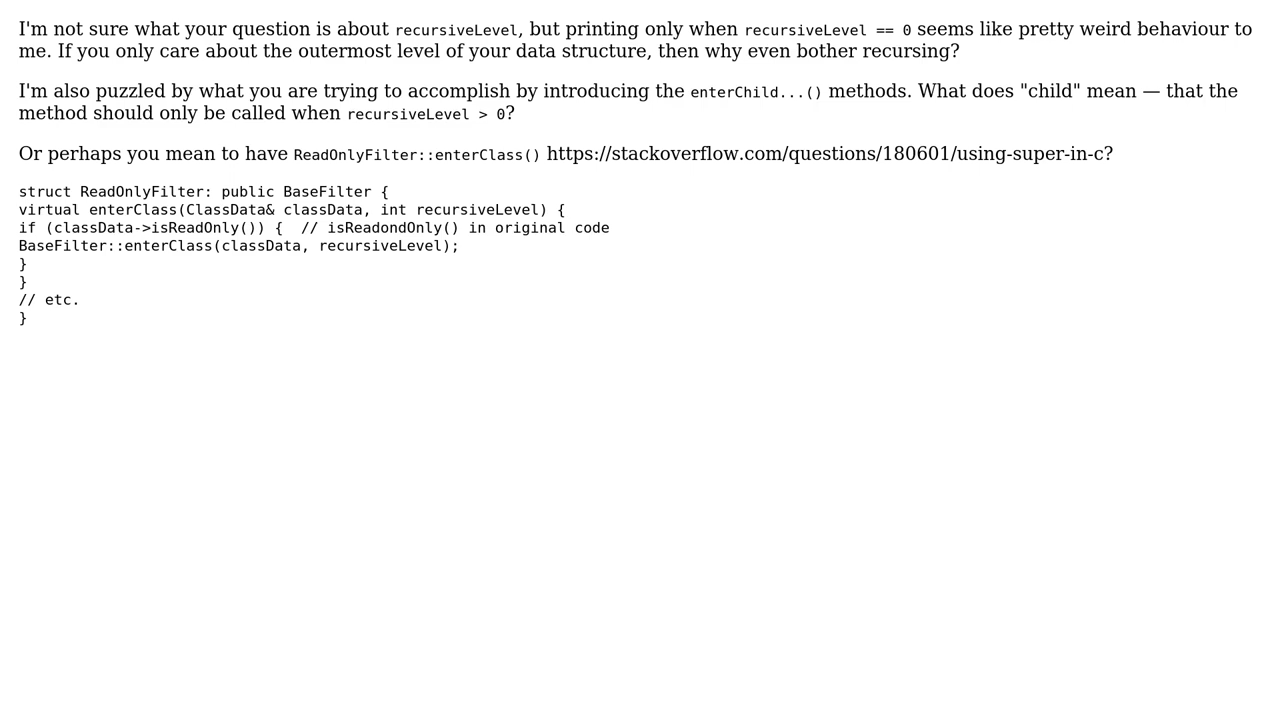 I'm not sure what your question is about recursiveLevel, but printing only when recursiveLevel == 0 seems like pretty weird behaviour to
me. If you only care about the outermost level of your data structure, then why even bother recursing?
I'm also puzzled by what you are trying to accomplish by introducing the enterChild...() methods. What does "child" mean — that the
method should only be called when recursiveLevel > 0?
Or perhaps you mean to have ReadOnlyFilter::enterClass() https://stackoverflow.com/questions/180601/using-super-in-c?
struct ReadOnlyFilter: public BaseFilter {
virtual enterClass(ClassData& classData, int recursiveLevel) {
if (classData->isReadOnly()) {  // isReadondOnly() in original code
BaseFilter::enterClass(classData, recursiveLevel);
}
}
// etc.
}